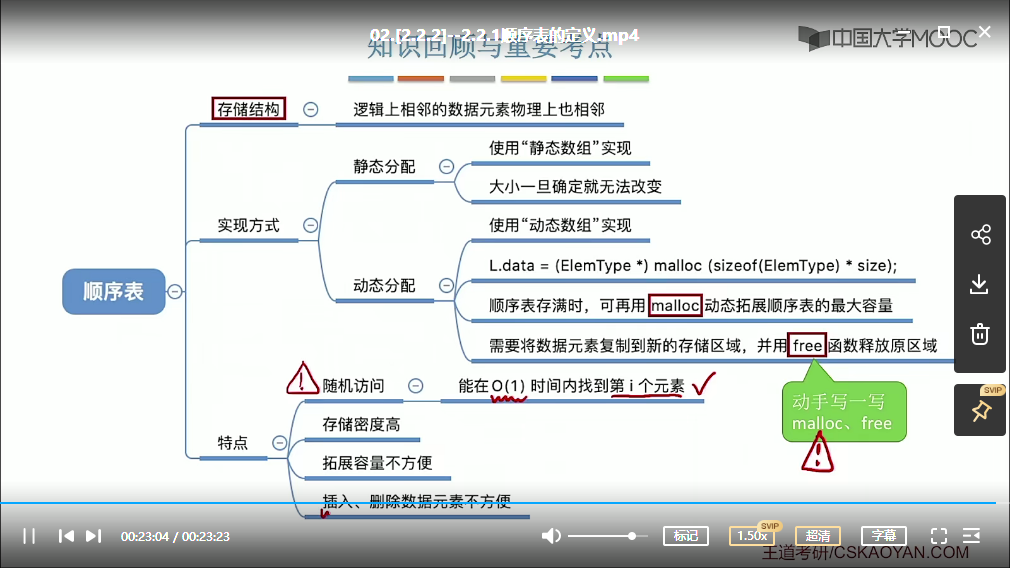 02.[2.2.2]--2.2.1顺序表的定义.mp4
知识回顾与重要考点
中国大学MOOC
存储结构
逻辑上相邻的数据元素物理上也相邻
使用“静态数组”实现
静态分配
大小一旦确定就无法改变
实现方式
使用“动态数组”实现
L.data = (ElemType *) malloc (sizeof(ElemType) * size);
动态分配
顺序表
顺序表存满时，可再用 malloc 动态拓展顺序表的最大容量
需要将数据元素复制到新的存储区域，并用 free 函数释放原区域
随机访问
能在 O(1) 时间内找到第 i 个元素
动手写一写
malloc、free
特点
存储密度高
拓展容量不方便
插入、删除数据元素不方便
SVIP
00:23:04 / 00:23:23
标记
1.50x
SVIP
超清
字幕
王道考研/CSKAOYAN.COM